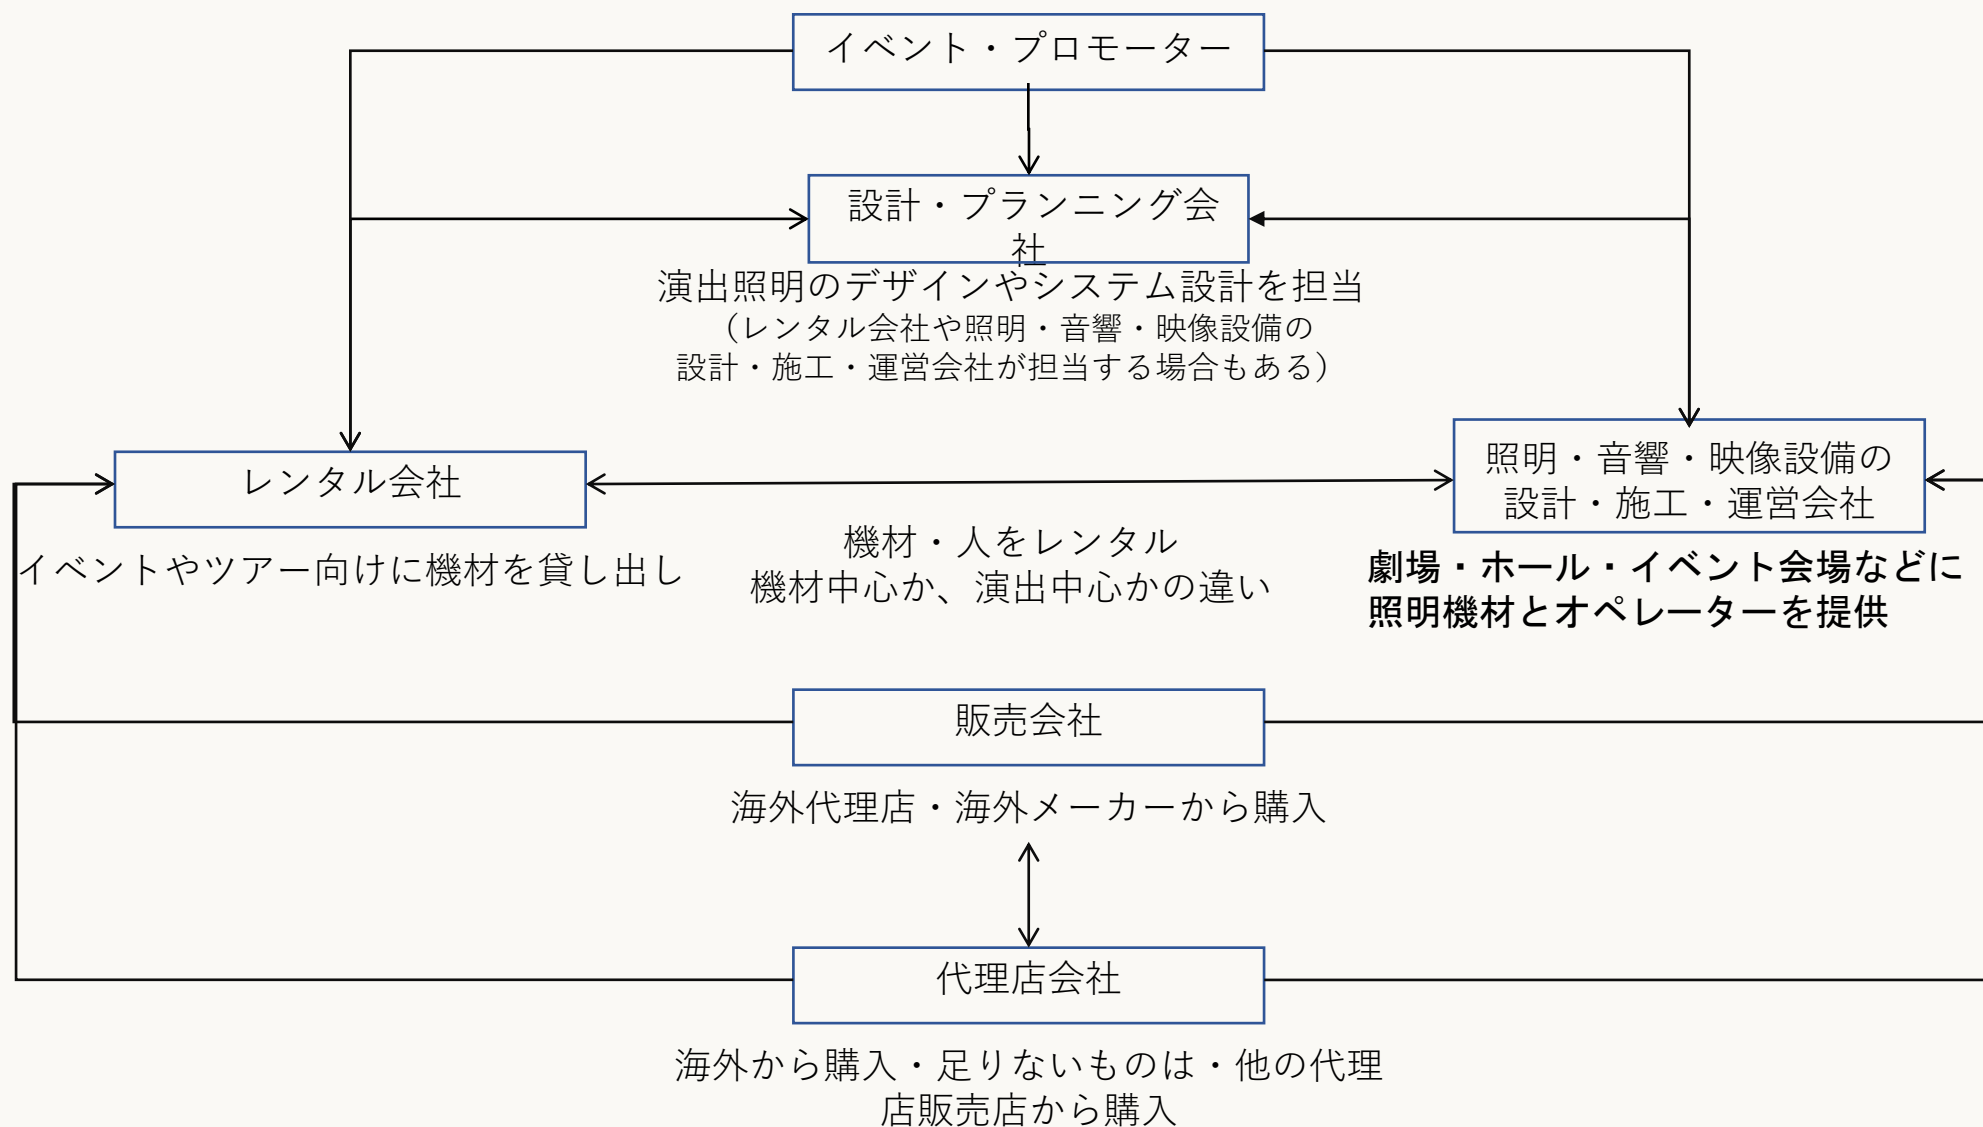 イベント・プロモーター
設計・プランニング会
社
演出照明のデザインやシステム設計を担当
（レンタル会社や照明・音響・映像設備の
設計・施工・運営会社が担当する場合もある）
レンタル会社
イベントやツアー向けに機材を貸し出し
機材・人をレンタル
機材中心か、演出中心かの違い
照明・音響・映像設備の
設計・施工・運営会社
劇場・ホール・イベント会場などに
照明機材とオペレーターを提供
販売会社
海外代理店・海外メーカーから購入
代理店会社
海外から購入・足りないものは・他の代理
店販売店から購入